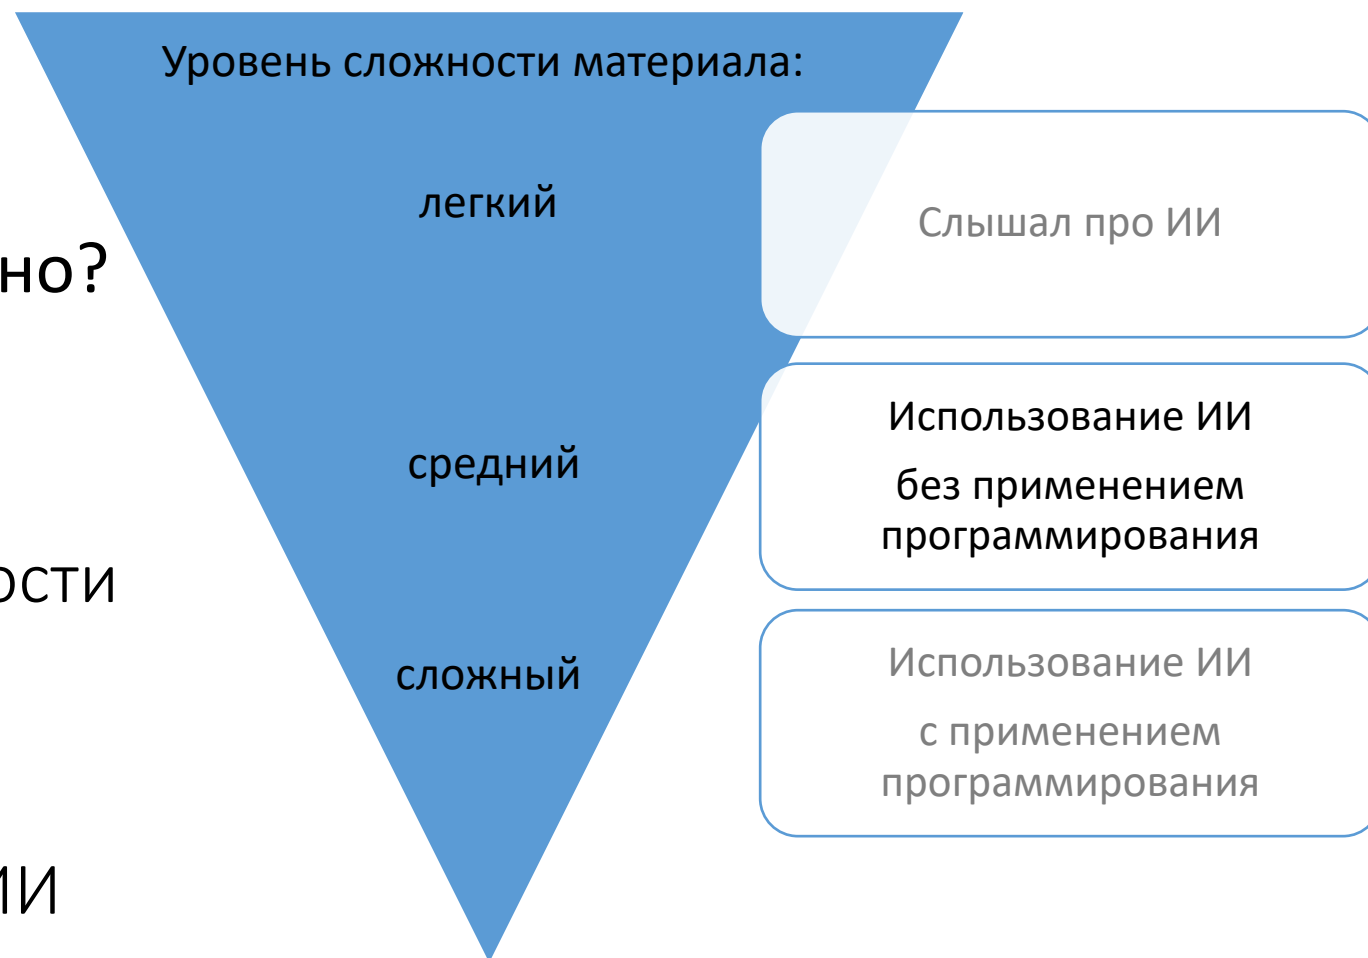 Уровень сложности материала:
легкий
Слышал про ИИ
но?
средний
Использование ИИ
без применением
программирования
ости
сложный
Использование ИИ
с применением
программирования
ИИ